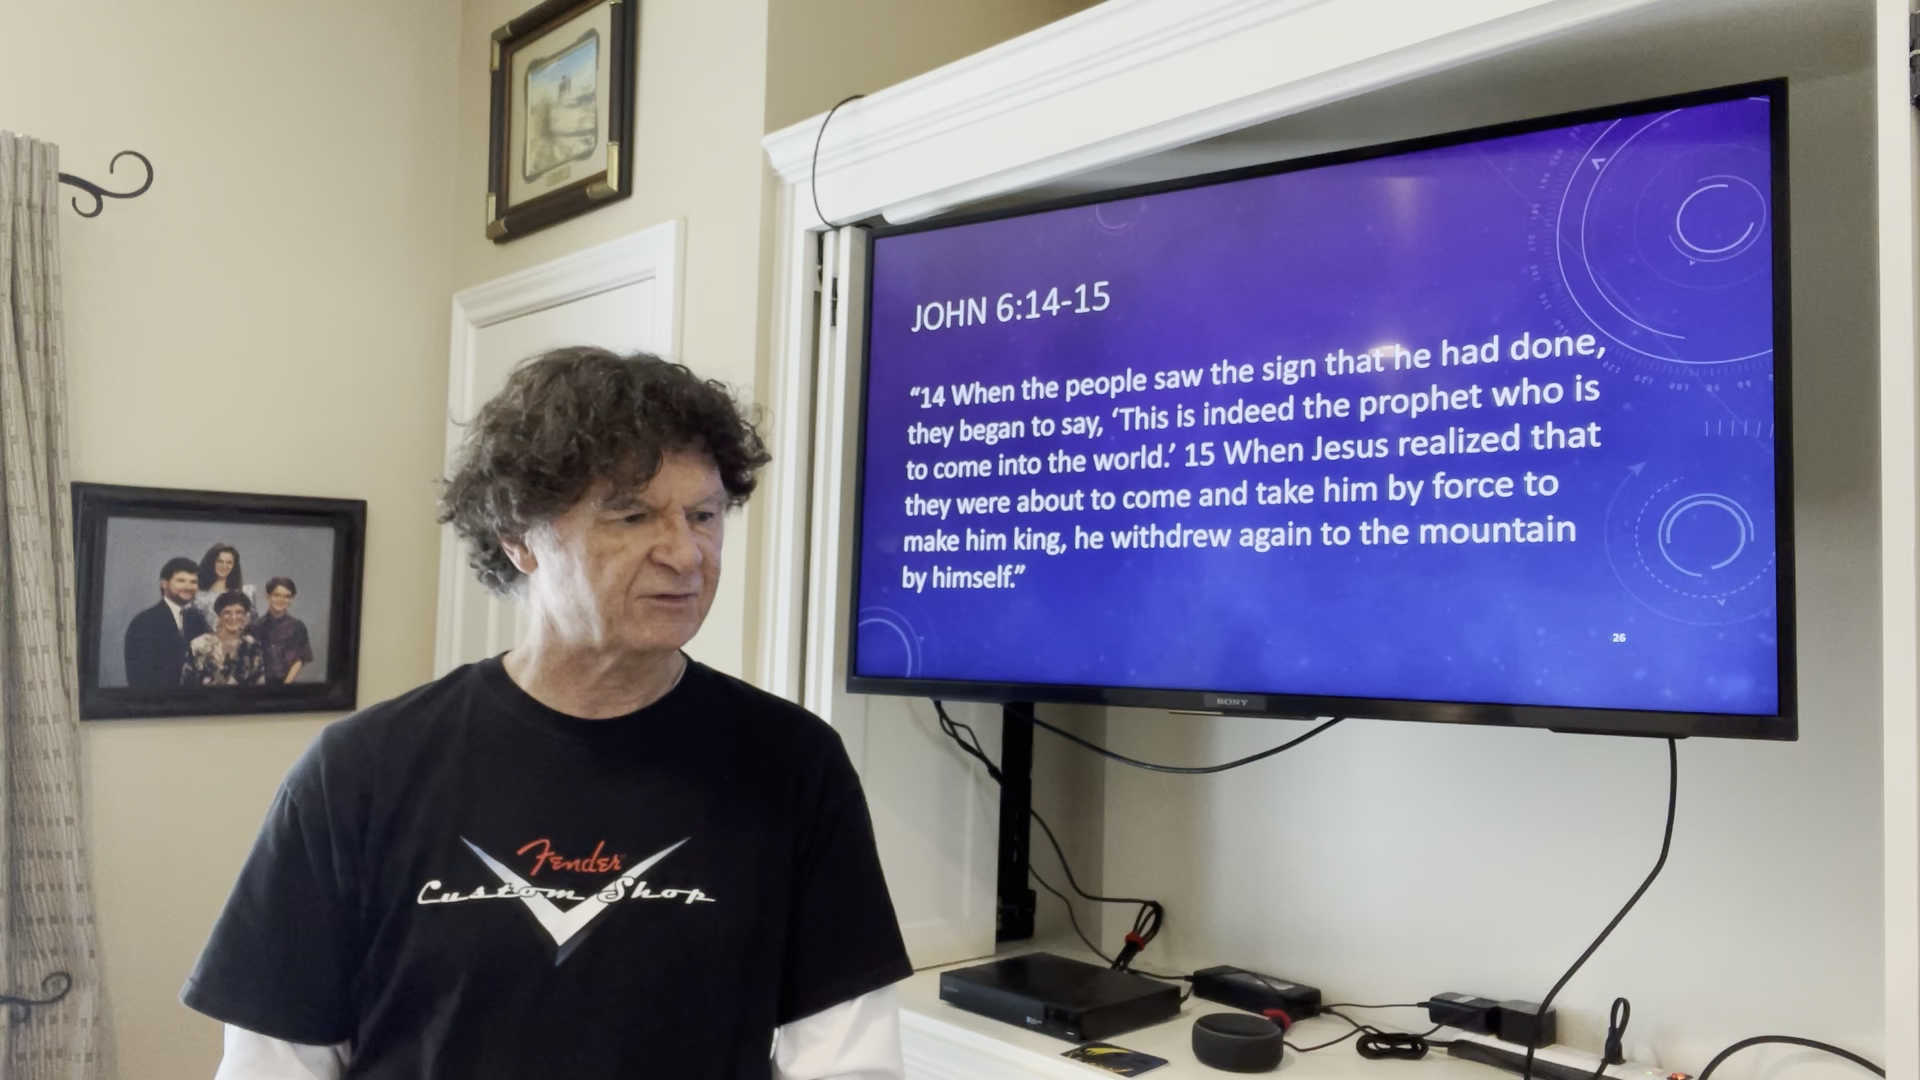 JOHN 6:14-15
“14 When the people saw the sign that he had done,
they began to say, ‘This is indeed the prophet who is
to come into the world.’ 15 When Jesus realized that
they were about to come and take him by force to
make him king, he withdrew again to the mountain
by himself.”
26
SONY
Fender
Custom Shop